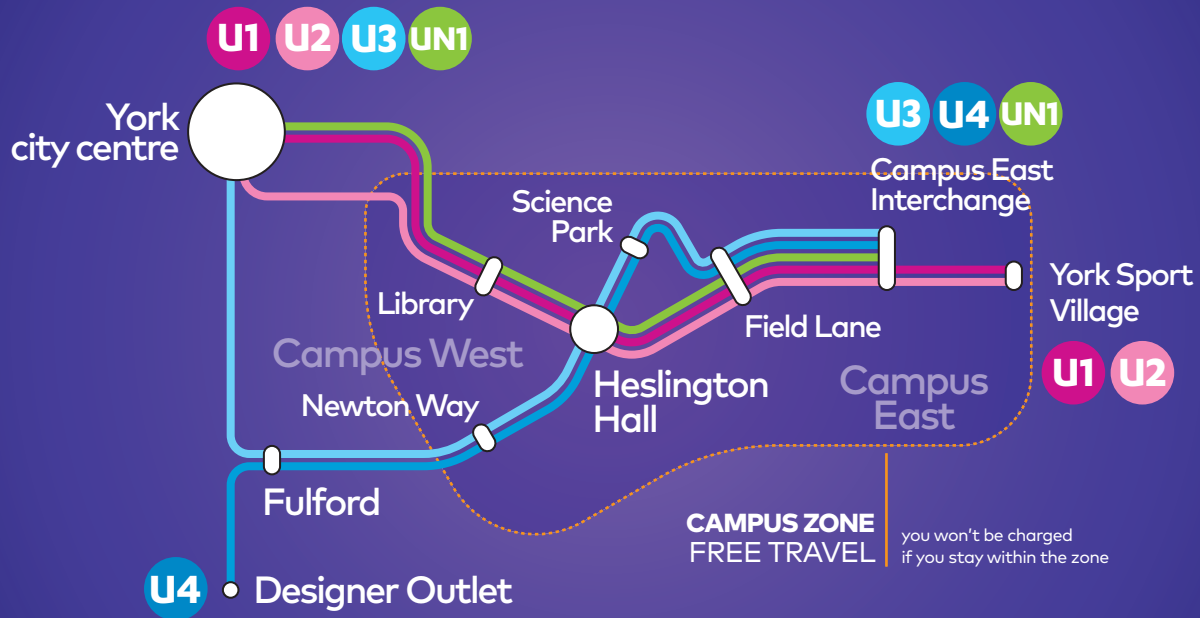 U1 U2 U3 UN1
York
city centre
U3 U4 UN1
Campus East
Interchange
Science
Park
York Sport
Village
Library
Field Lane
Campus West
U1 U2
Heslington
Hall
Campus
East
Newton Way
Fulford
CAMPUS ZONE
FREE TRAVEL
you won't be charged
if you stay within the zone
U4
Designer Outlet